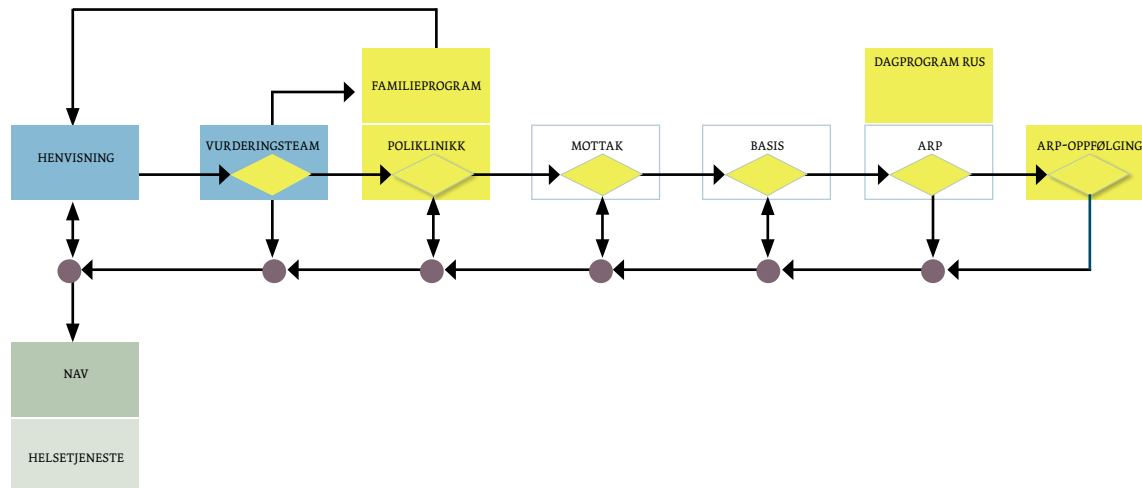 DAGPROGRAM RUS
FAMILIEPROGRAM
HENVISNING
VURDERINGSTEAM
POLIKLINIKK
MOTTAK
BASIS
ARP
ARP-OPPFØLGING
NAV
HELSETJENESTE